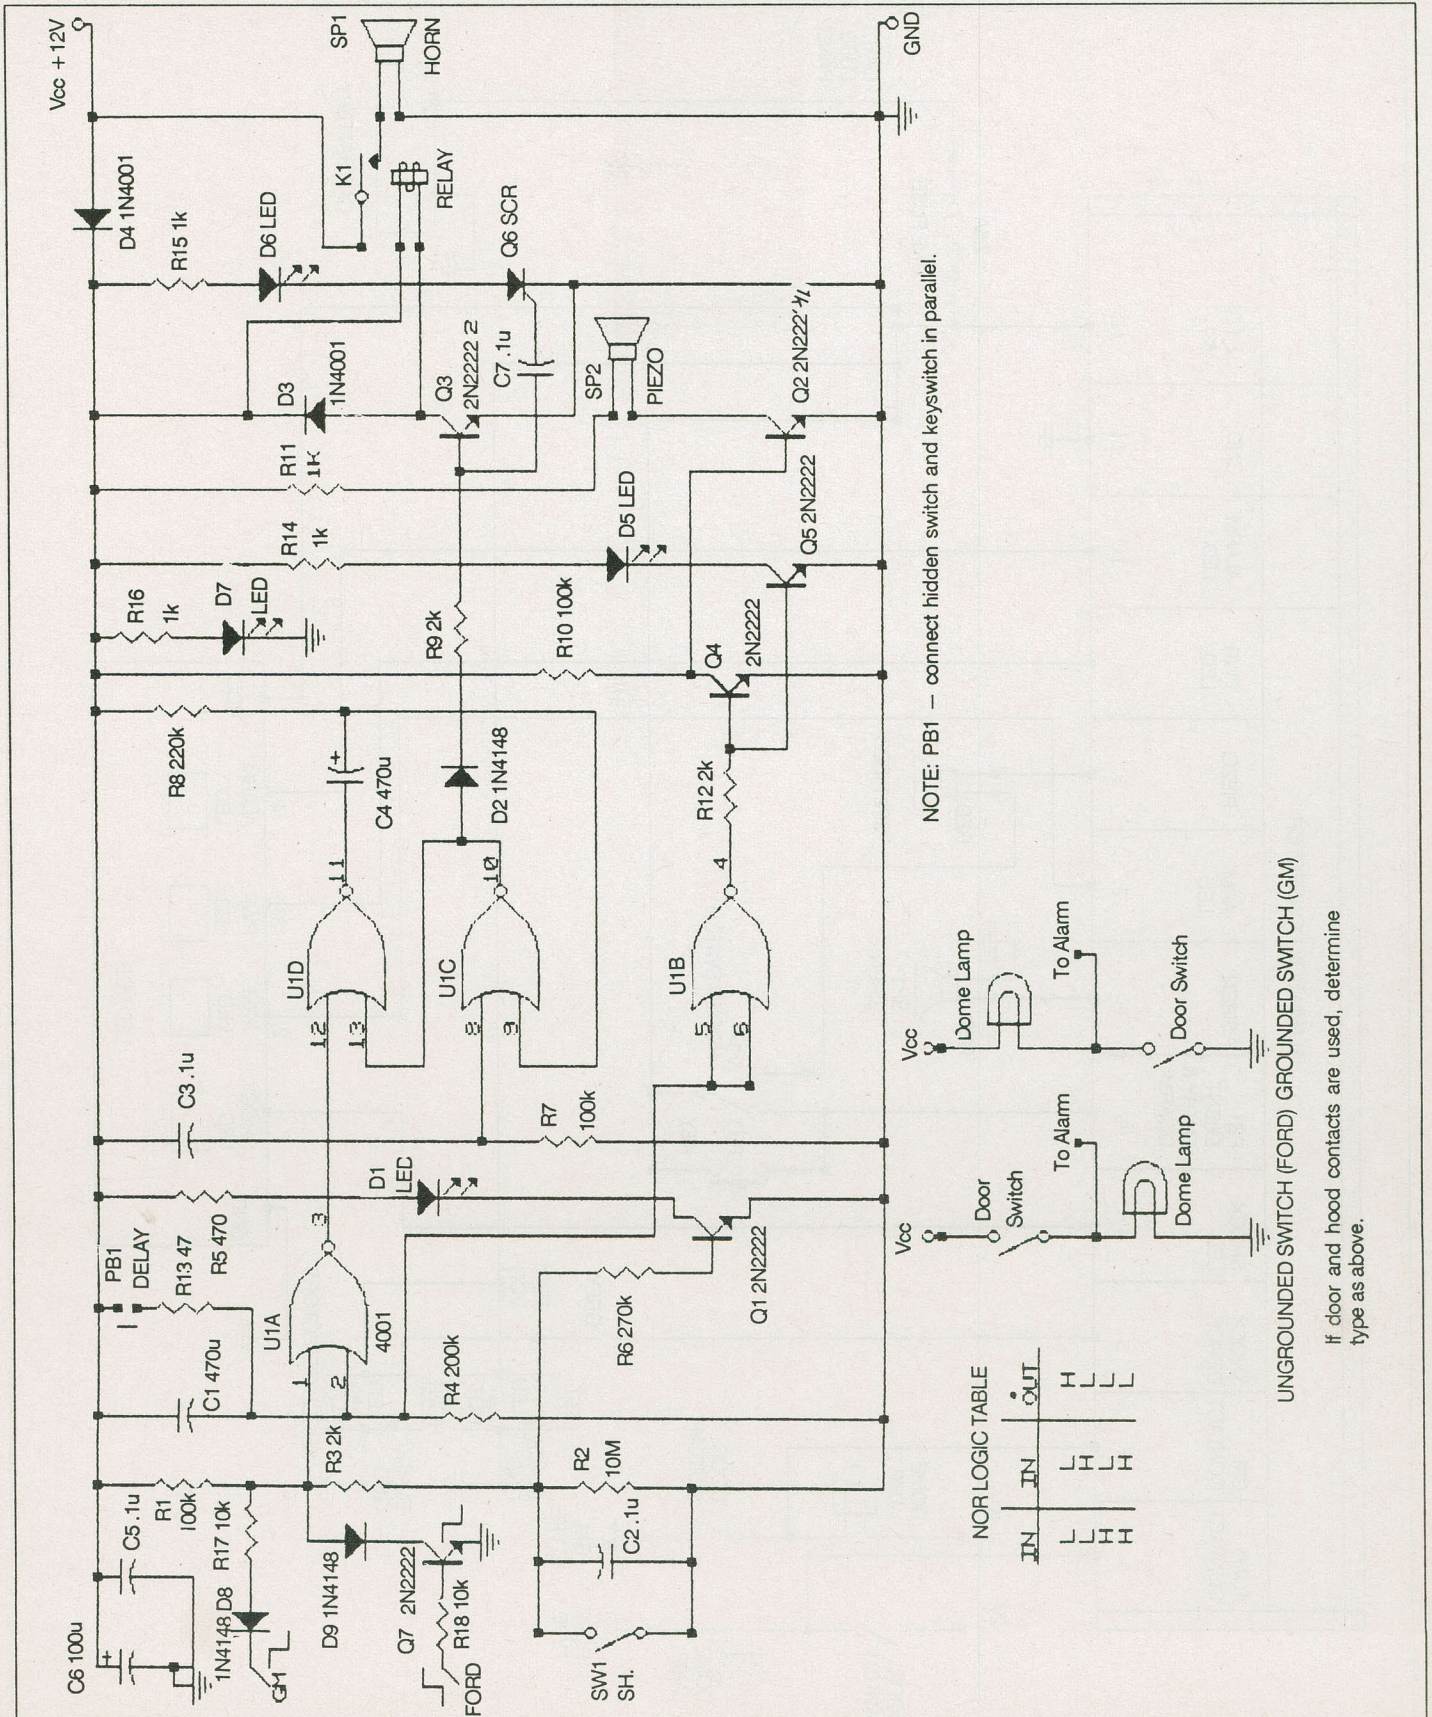 Vcc +12V
D4 1N4001
R15 1k
D6 LED
SP1
HORN
K1
RELAY
Q6 SCR
GND
D3
1N4001
R11
1K
Q3
2N2222 2
C7 .1u
SP2
PIEZO
R14
1k
D5 LED
Q5 2N2222
R16
1k
D7
LED
R9 2k
R10 100k
Q4
2N2222
R8 220k
C4 470u
+
D2 1N4148
R12 2k
11
10
4
U1D
U1C
U1B
12
13
8
9
5
6
C3 .1u
R7
100k
D1
LED
PB1
DELAY
R13 47
R5 470
3
U1A
4001
1
2
C1 470u
R4 200k
R6 270k
Q1 2N2222
R3 2k
R2
10M
C2 .1u
C5 .1u
R1
100k
R17 10k
1N4148 D8
D9 1N4148
Q7 2N2222
R18 10k
C6 100u
+
GM
FORD
SW1
SH.
NOTE: PB1 – connect hidden switch and keyswitch in parallel.
NOR LOGIC TABLE
IN IN OUT
L L H
L H L
H L L
H H L
Vcc
Door
Switch
To Alarm
Dome Lamp
Vcc
Dome Lamp
To Alarm
Door Switch
UNGROUNDED SWITCH (FORD) GROUNDED SWITCH (GM)
If door and hood contacts are used, determine
type as above.